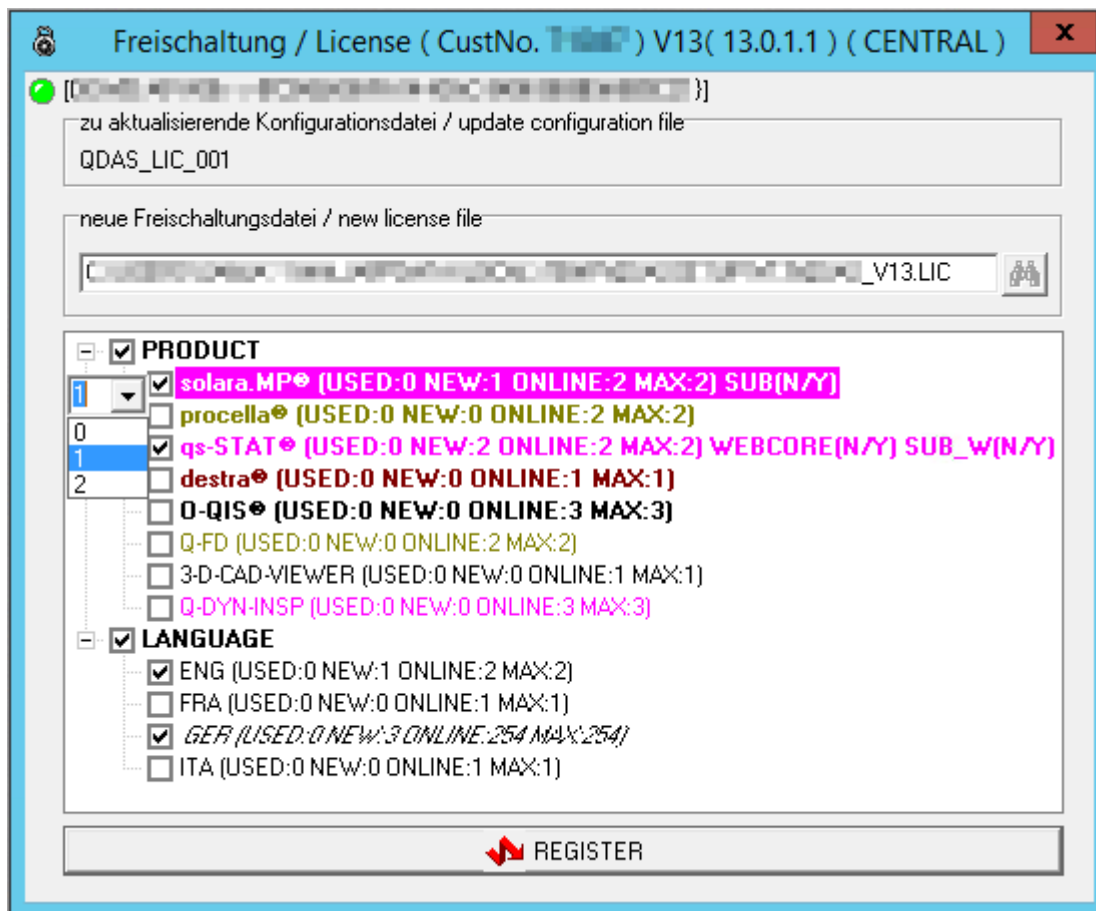 Freischaltung / License ( CustNo. ) V13( 13.0.1.1 ) ( CENTRAL )
x
[( )]
zu aktualisierende Konfigurationsdatei / update configuration file
QDAS_LIC_001
neue Freischaltungsdatei / new license file
_V13.LIC
PRODUCT
1 solara.MP® (USED:0 NEW:1 ONLINE:2 MAX:2) SUB(N/Y)
procella® (USED:0 NEW:0 ONLINE:2 MAX:2)
0
1 qs-STAT® (USED:0 NEW:2 ONLINE:2 MAX:2) WEBCORE(N/Y) SUB_W(N/Y)
2 destra® (USED:0 NEW:0 ONLINE:1 MAX:1)
O-QIS® (USED:0 NEW:0 ONLINE:3 MAX:3)
Q-FD (USED:0 NEW:0 ONLINE:2 MAX:2)
3-D-CAD-VIEWER (USED:0 NEW:0 ONLINE:1 MAX:1)
Q-DYN-INSP (USED:0 NEW:0 ONLINE:3 MAX:3)
LANGUAGE
ENG (USED:0 NEW:1 ONLINE:2 MAX:2)
FRA (USED:0 NEW:0 ONLINE:1 MAX:1)
GER (USED:0 NEW:3 ONLINE:254 MAX:254)
ITA (USED:0 NEW:0 ONLINE:1 MAX:1)
REGISTER